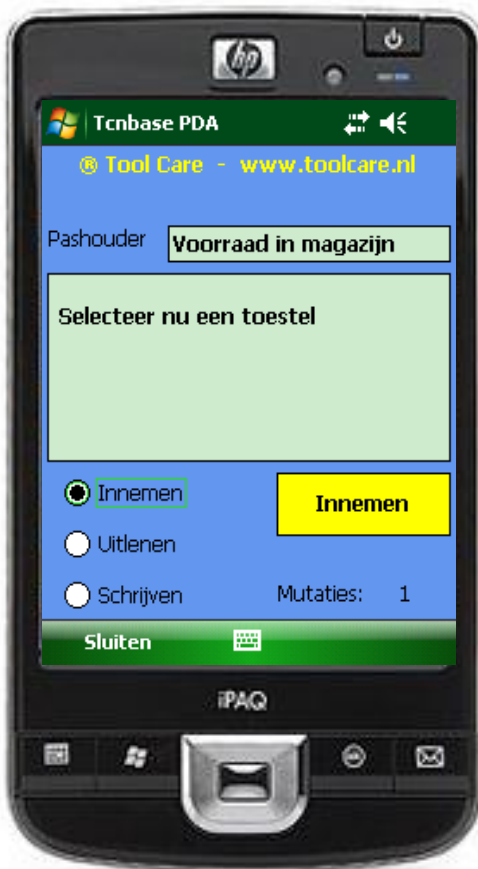 hp
Tcnbase PDA
® Tool Care - www.toolcare.nl
Pashouder Voorraad in magazijn
Selecteer nu een toestel
Innemen Innemen
Uitlenen
Schrijven Mutaties: 1
Sluiten
iPAQ